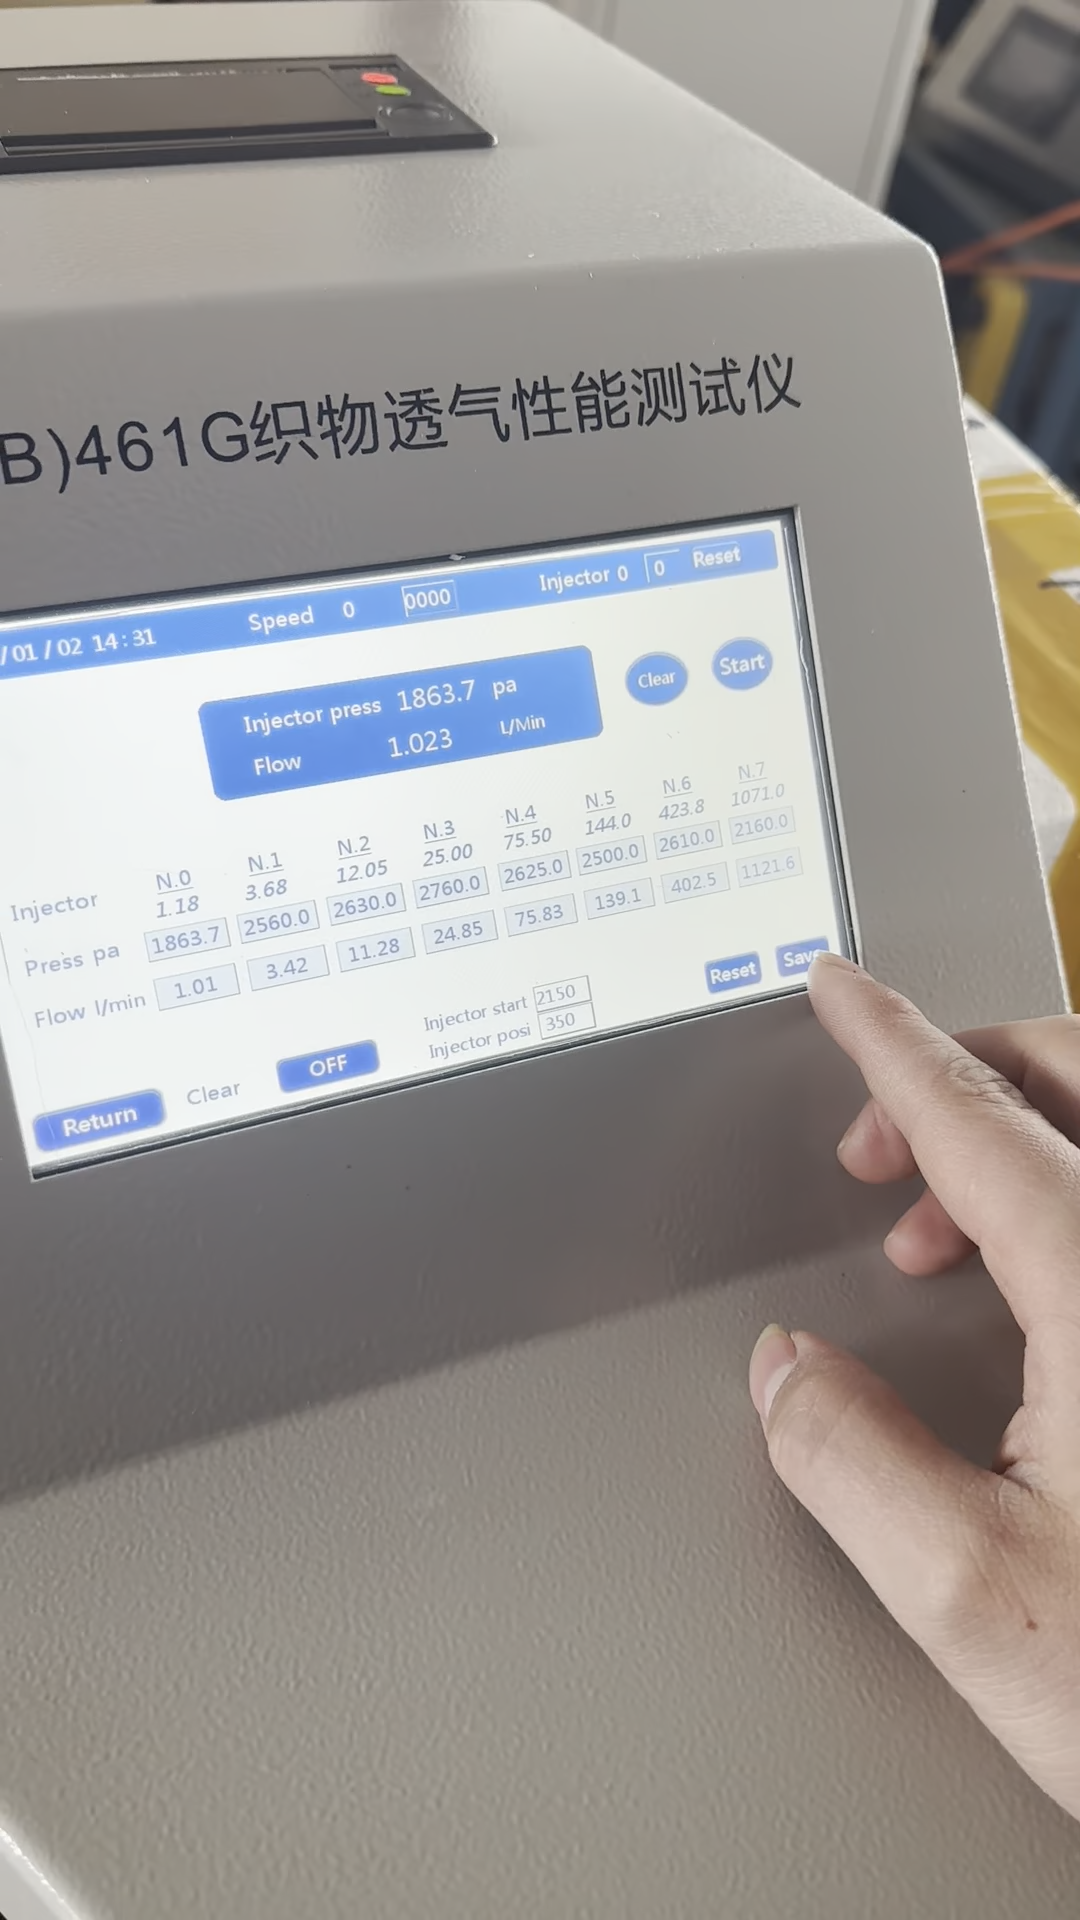 B)461G织物透气性能测试仪
/01/02 14:31 Speed 0 0000 Injector 0 0 Reset
Injector press 1863.7 pa
Flow 1.023 L/Min
Clear Start
N.0 N.1 N.2 N.3 N.4 N.5 N.6 N.7
Injector 1.18 3.68 12.05 25.00 75.50 144.0 423.8 1071.0
Press pa 1863.7 2560.0 2630.0 2760.0 2625.0 2500.0 2610.0 2160.0
Flow l/min 1.01 3.42 11.28 24.85 75.83 139.1 402.5 1121.6
Injector start 2150
Injector posi 350
Reset Save
Return Clear OFF